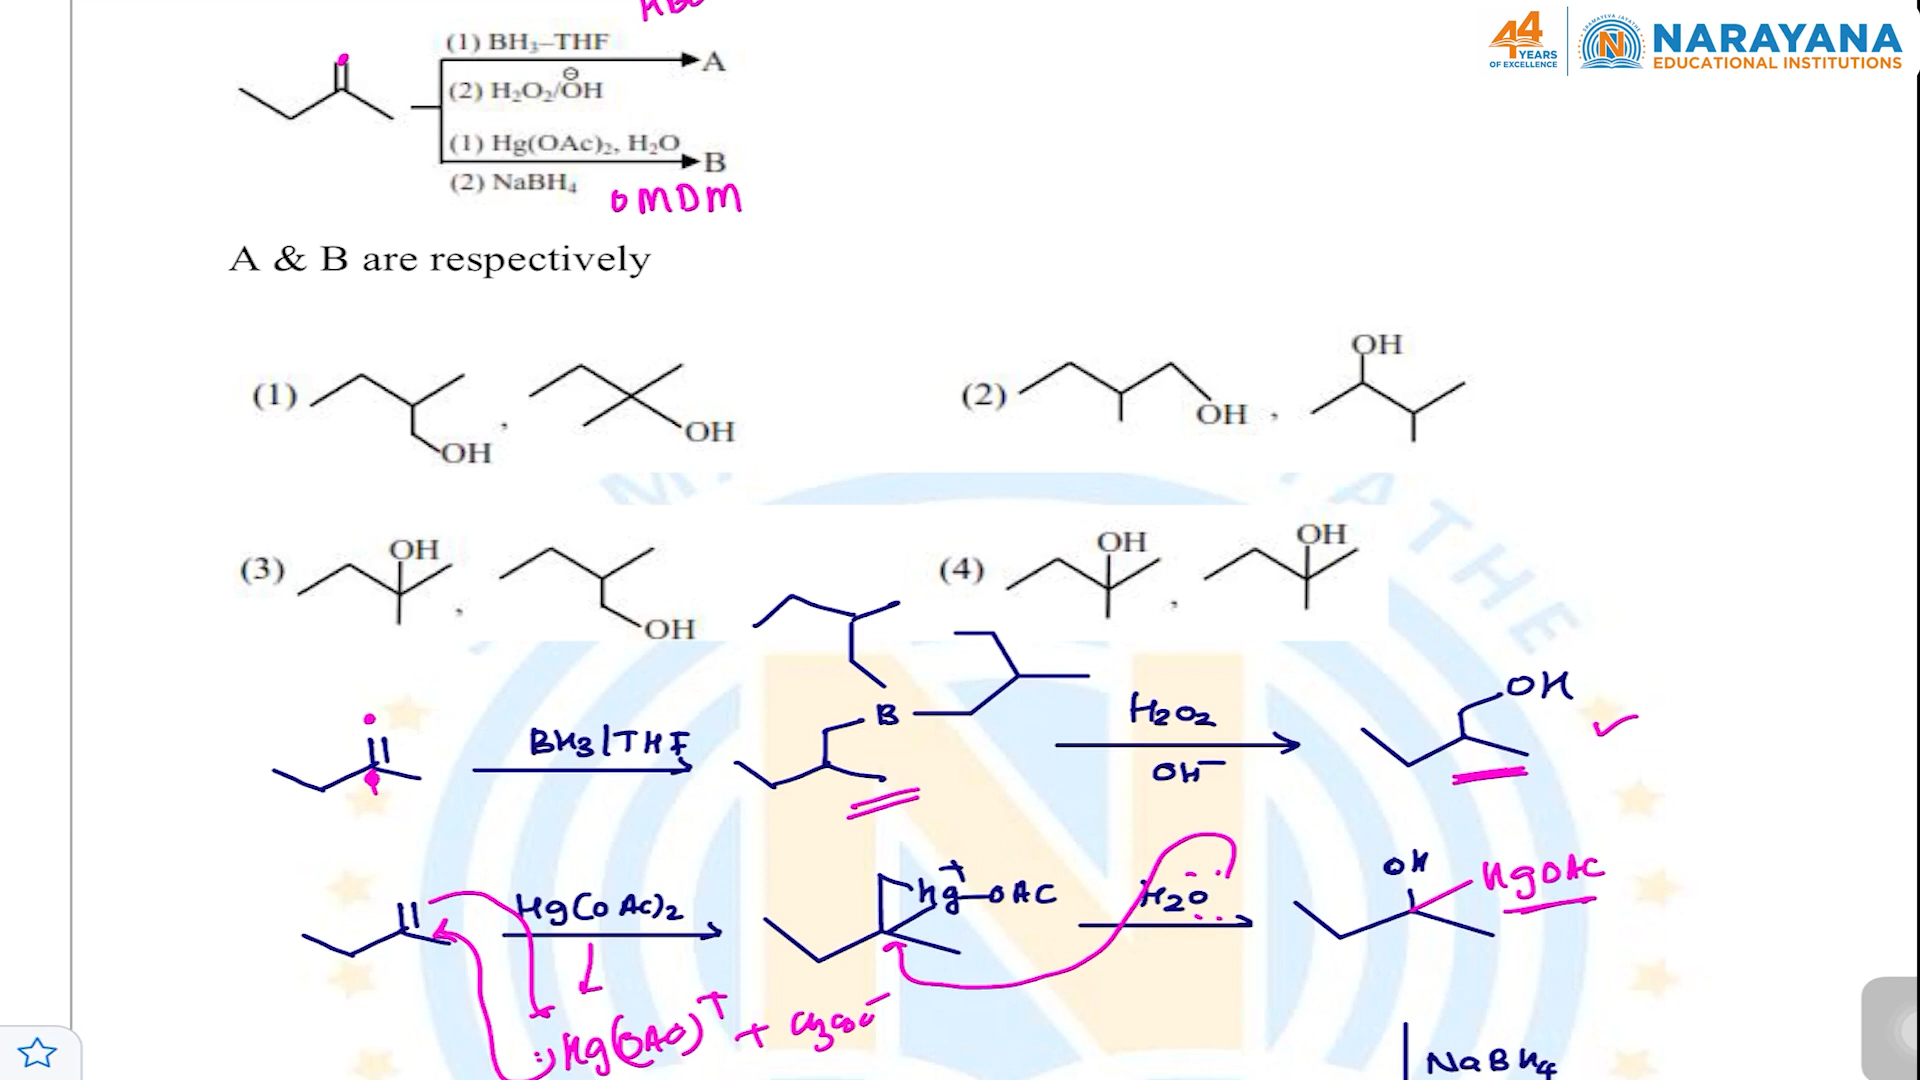 44
YEARS
OF EXCELLENCE
NARAYANA
EDUCATIONAL INSTITUTIONS
(1) BH₃–THF
A
(2) H₂O₂/O⊖H
(1) Hg(OAc)₂, H₂O
B
(2) NaBH₄
OMDM
A & B are respectively
(1)
OH
,
OH
(2)
OH
,
OH
(3)
OH
,
OH
(4)
OH
,
OH
BH₃/THF
B
H₂O₂
OH⁻
OH
Hg(OAc)₂
+
Hg–OAC
H₂O
OH
HgOAC
Hg(OAC)⁺ + CH₃COO⁻
NaBH₄
N
ATHE